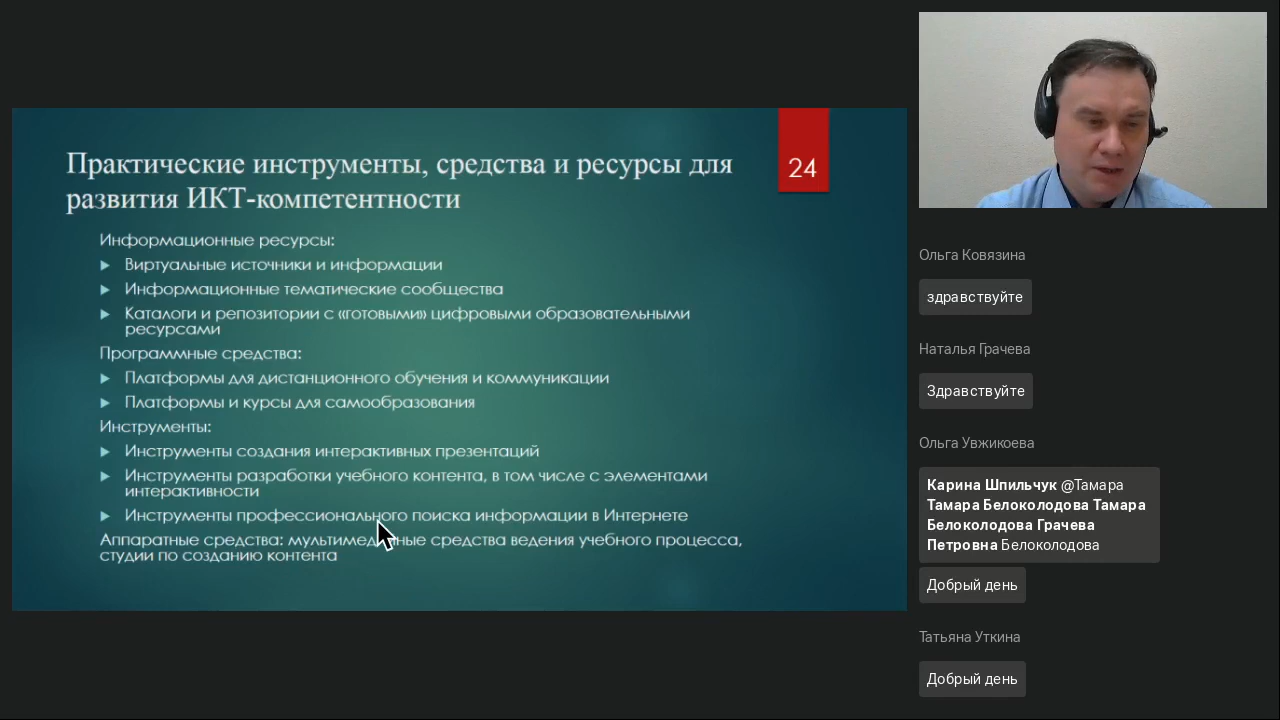 Практические инструменты, средства и ресурсы для
развития ИКТ-компетентности
24
Информационные ресурсы:
Виртуальные источники и информации
Информационные тематические сообщества
Каталоги и репозитории с «готовыми» цифровыми образовательными
ресурсами
Программные средства:
Платформы для дистанционного обучения и коммуникации
Платформы и курсы для самообразования
Инструменты:
Инструменты создания интерактивных презентаций
Инструменты разработки учебного контента, в том числе с элементами
интерактивности
Инструменты профессионального поиска информации в Интернете
Аппаратные средства: мультимедийные средства ведения учебного процесса,
студии по созданию контента
Ольга Ковязина
здравствуйте
Наталья Грачева
Здравствуйте
Ольга Увжикоева
Карина Шпильчук @Тамара
Тамара Белоколодова Тамара
Белоколодова Грачева
Петровна Белоколодова
Добрый день
Татьяна Уткина
Добрый день